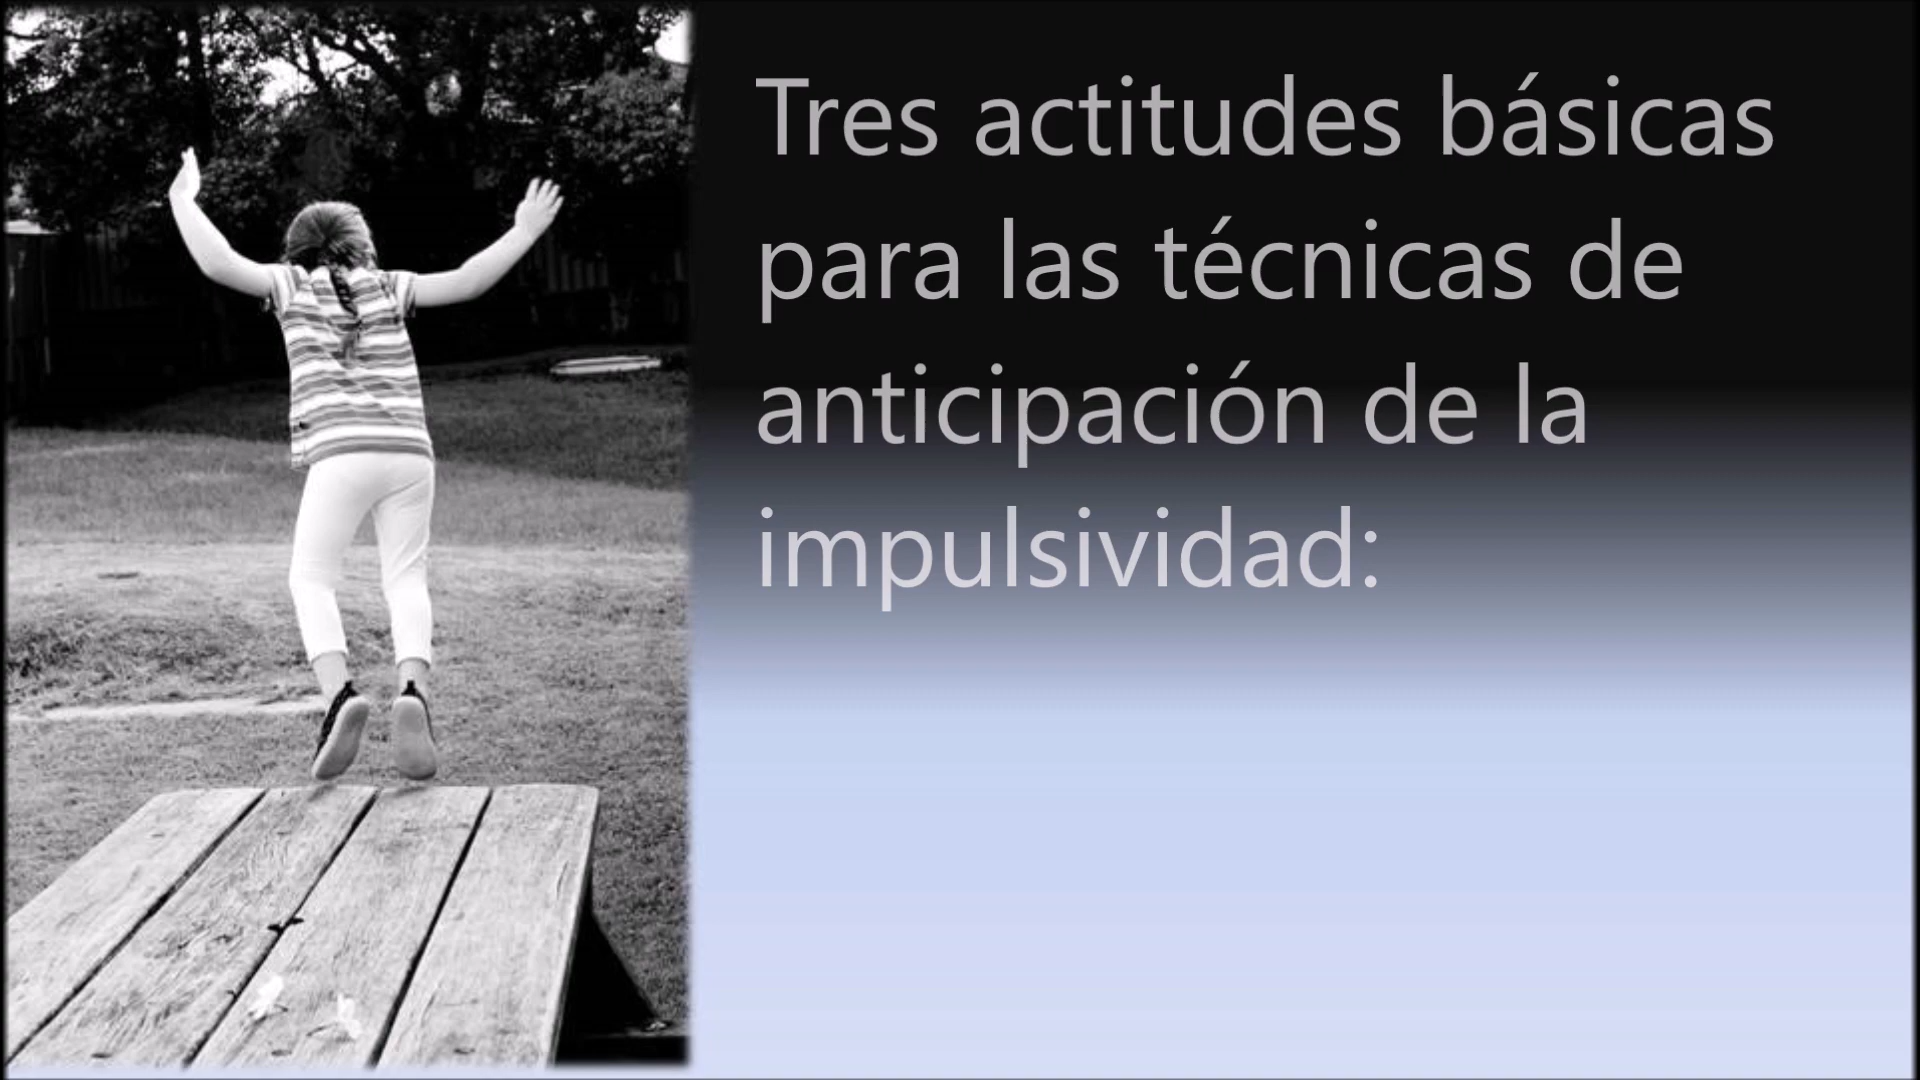 Tres actitudes básicas
para las técnicas de
anticipación de la
impulsividad: